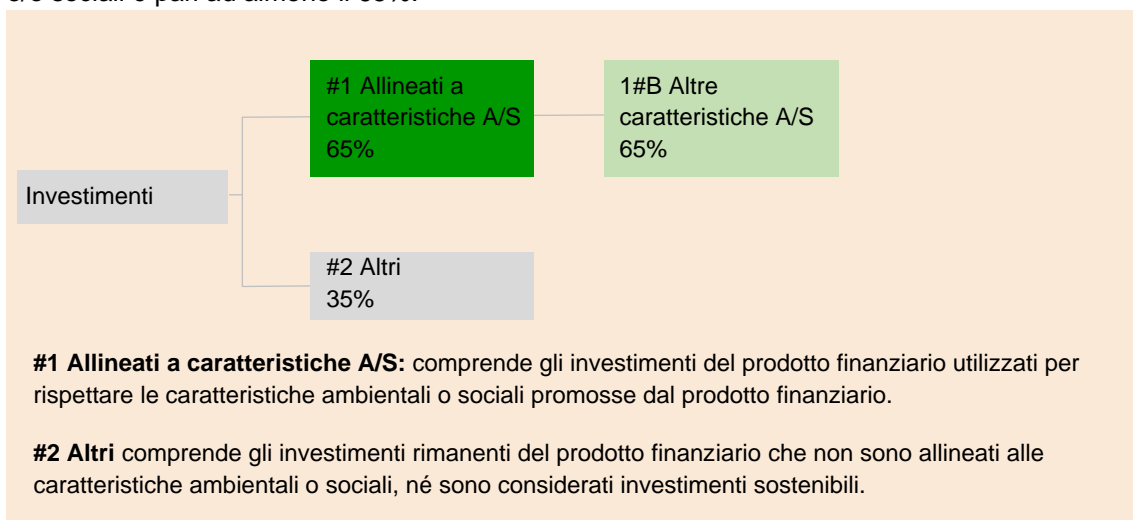 #1 Allineati a
caratteristiche A/S
65%
1#B Altre
caratteristiche A/S
65%
Investimenti
#2 Altri
35%
#1 Allineati a caratteristiche A/S: comprende gli investimenti del prodotto finanziario utilizzati per
rispettare le caratteristiche ambientali o sociali promosse dal prodotto finanziario.
#2 Altri comprende gli investimenti rimanenti del prodotto finanziario che non sono allineati alle
caratteristiche ambientali o sociali, né sono considerati investimenti sostenibili.